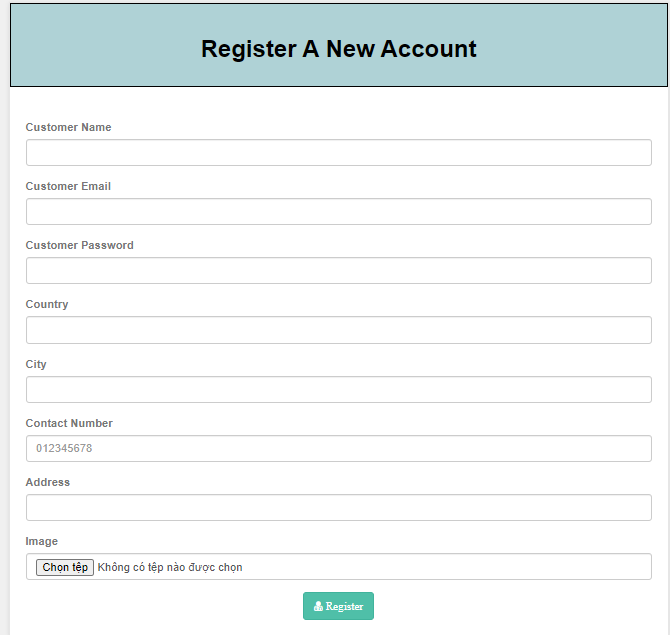 Register A New Account
Customer Name
Customer Email
Customer Password
Country
City
Contact Number
012345678
Address
Image
Chọn tệp Không có tệp nào được chọn
Register